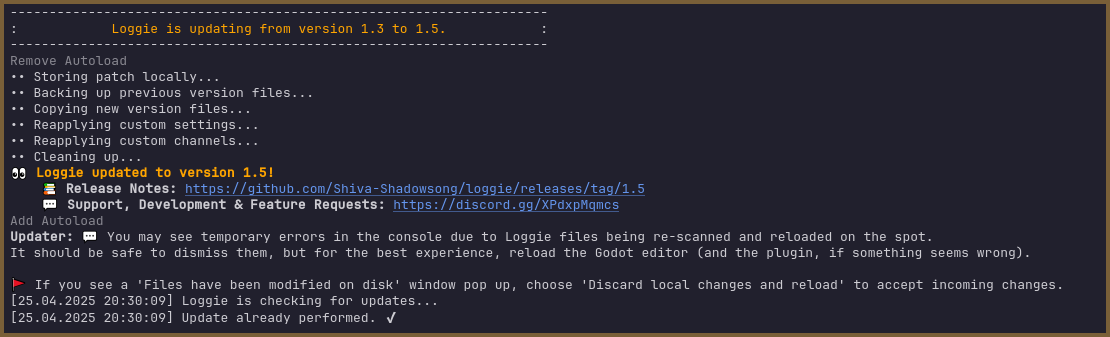 ---------------------------------------------------------------------
:            Loggie is updating from version 1.3 to 1.5.            :
---------------------------------------------------------------------
Remove Autoload
•• Storing patch locally...
•• Backing up previous version files...
•• Copying new version files...
•• Reapplying custom settings...
•• Reapplying custom channels...
•• Cleaning up...
👀 Loggie updated to version 1.5!
📚 Release Notes: https://github.com/Shiva-Shadowsong/loggie/releases/tag/1.5
💬 Support, Development & Feature Requests: https://discord.gg/XPdxpMqmcs
Add Autoload
Updater: 💬 You may see temporary errors in the console due to Loggie files being re-scanned and reloaded on the spot.
It should be safe to dismiss them, but for the best experience, reload the Godot editor (and the plugin, if something seems wrong).
🚩 If you see a 'Files have been modified on disk' window pop up, choose 'Discard local changes and reload' to accept incoming changes.
[25.04.2025 20:30:09] Loggie is checking for updates...
[25.04.2025 20:30:09] Update already performed. ✔